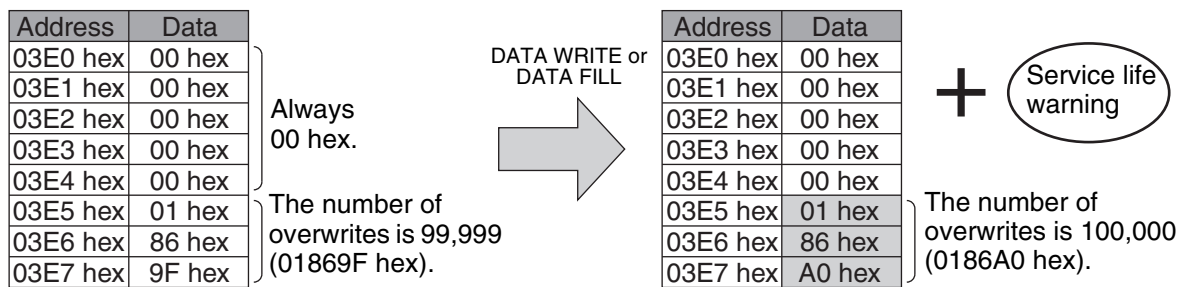 Address Data
03E0 hex 00 hex
03E1 hex 00 hex
03E2 hex 00 hex
03E3 hex 00 hex
03E4 hex 00 hex
03E5 hex 01 hex
03E6 hex 86 hex
03E7 hex 9F hex
Always
00 hex.
The number of
overwrites is 99,999
(01869F hex).
DATA WRITE or
DATA FILL
Address Data
03E0 hex 00 hex
03E1 hex 00 hex
03E2 hex 00 hex
03E3 hex 00 hex
03E4 hex 00 hex
03E5 hex 01 hex
03E6 hex 86 hex
03E7 hex A0 hex
The number of
overwrites is 100,000
(0186A0 hex).
+
Service life
warning